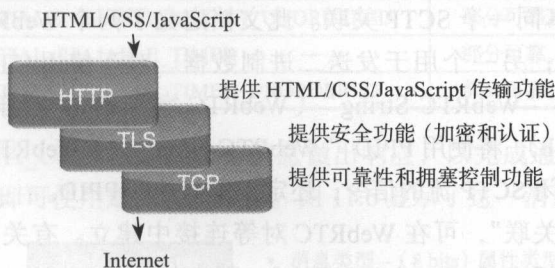 HTML/CSS/JavaScript
HTTP
提供 HTML/CSS/JavaScript 传输功能
TLS
提供安全功能（加密和认证）
TCP
提供可靠性和拥塞控制功能
Internet